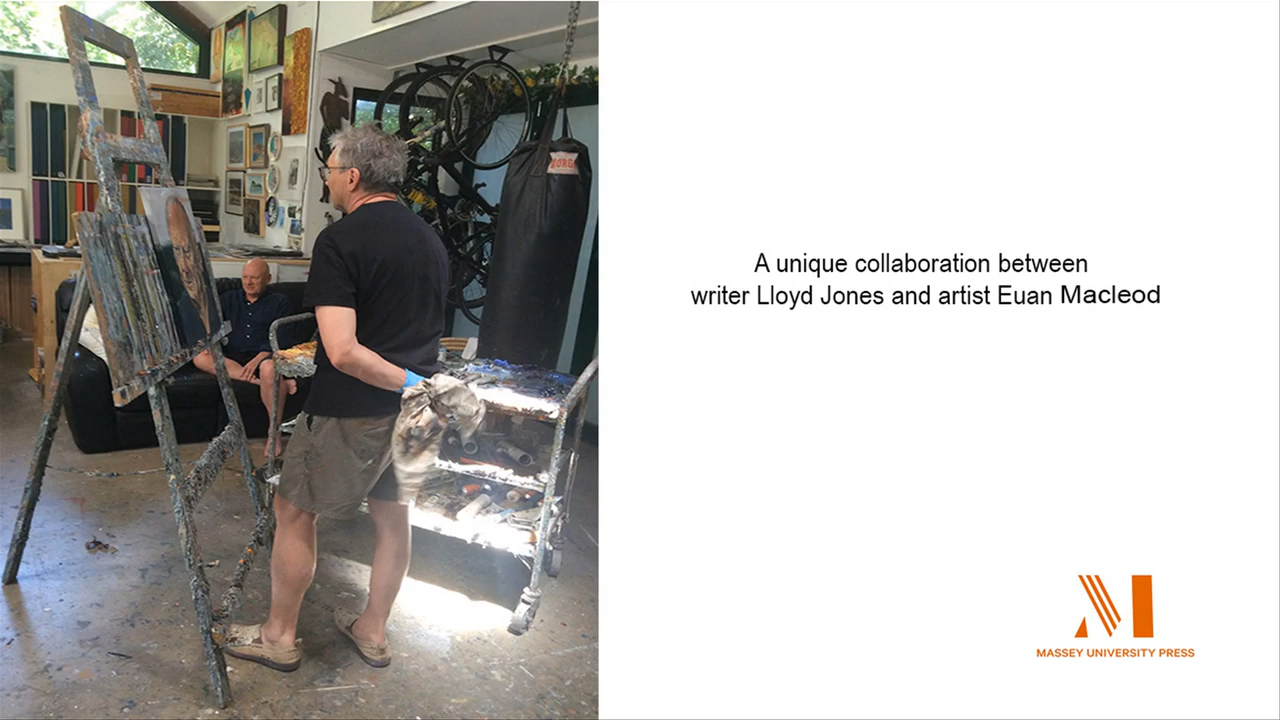 A unique collaboration between
writer Lloyd Jones and artist Euan Macleod
MASSEY UNIVERSITY PRESS